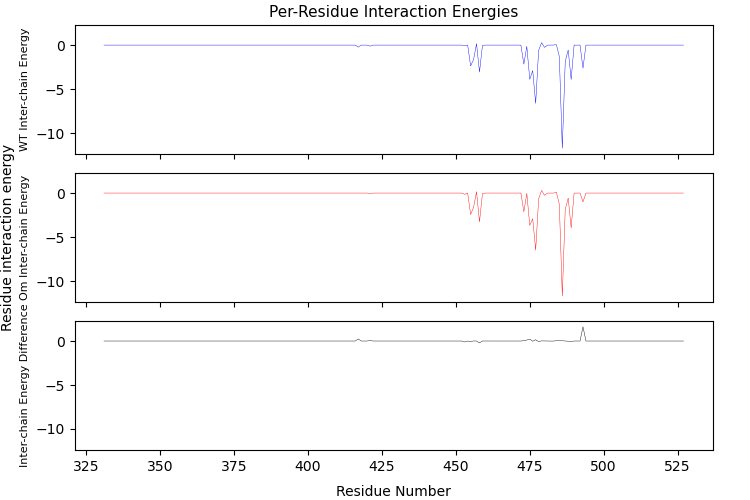 Per-Residue Interaction Energies
Residue interaction energy
WT Inter-chain Energy
0
−5
−10
Om Inter-chain Energy
0
−5
−10
Inter-chain Energy Difference
0
−5
−10
325 350 375 400 425 450 475 500 525
Residue Number